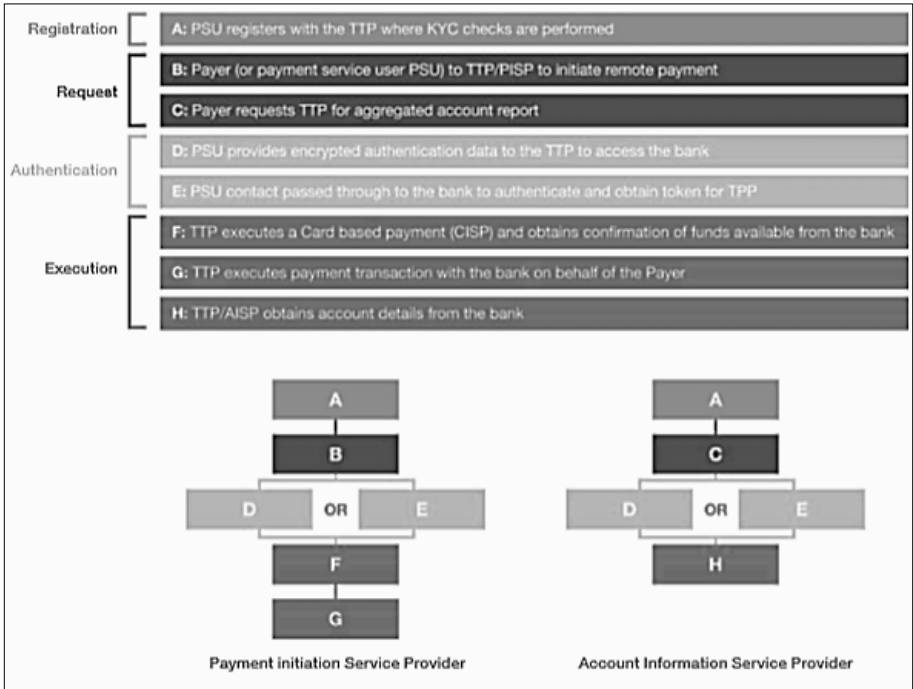 Registration
A: PSU registers with the TTP where KYC checks are performed
Request
B: Payer (or payment service user PSU) to TTP/PISP to initiate remote payment
C: Payer requests TTP for aggregated account report
Authentication
D: PSU provides encrypted authentication data to the TTP to access the bank
E: PSU contact passed through to the bank to authenticate and obtain token for TPP
Execution
F: TTP executes a Card based payment (CISP) and obtains confirmation of funds available from the bank
G: TTP executes payment transaction with the bank on behalf of the Payer
H: TTP/AISP obtains account details from the bank
A
B
D OR E
F
G
Payment initiation Service Provider
A
C
D OR E
H
Account Information Service Provider